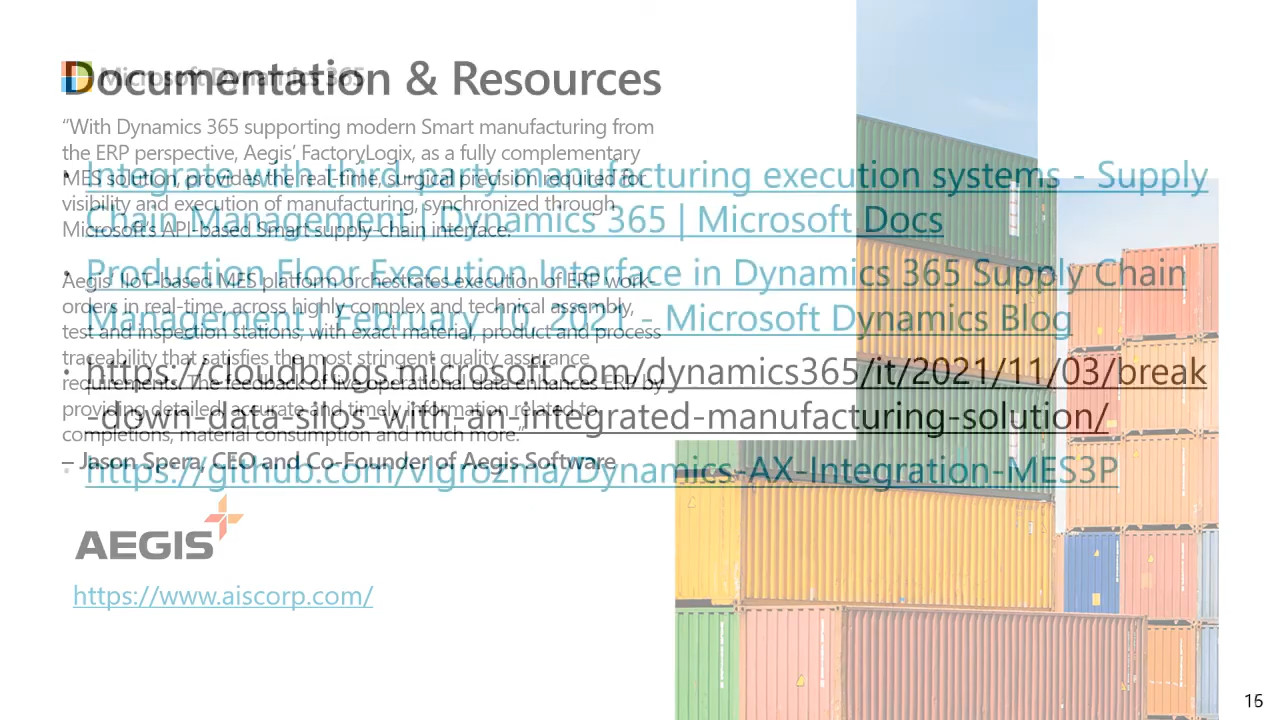 Documentation & Resources
Microsoft Dynamics 365
“With Dynamics 365 supporting modern Smart manufacturing from
the ERP perspective, Aegis’ FactoryLogix, as a fully complementary
MES solution, provides the real-time, surgical precision required for
visibility and execution of manufacturing, synchronized through
Microsoft’s API-based Smart supply-chain interface.
Aegis’ IIoT-based MES platform orchestrates execution of ERP work-
orders in real-time, across highly complex and technical assembly,
test and inspection stations, with exact material, product and process
traceability that satisfies the most stringent quality assurance
requirements. The feedback of live operational data enhances ERP by
providing detailed, accurate and timely information related to
completions, material consumption and much more.”
– Jason Spera, CEO and Co-Founder of Aegis Software
• Integrate with third-party manufacturing execution systems - Supply
Chain Management | Dynamics 365 | Microsoft Docs
• Production Floor Execution Interface in Dynamics 365 Supply Chain
Management, February 10, 2021 - Microsoft Dynamics Blog
• https://cloudblogs.microsoft.com/dynamics365/it/2021/11/03/break
-down-data-silos-with-an-integrated-manufacturing-solution/
• https://github.com/vlgrozma/Dynamics-AX-Integration-MES3P
AEGIS
https://www.aiscorp.com/